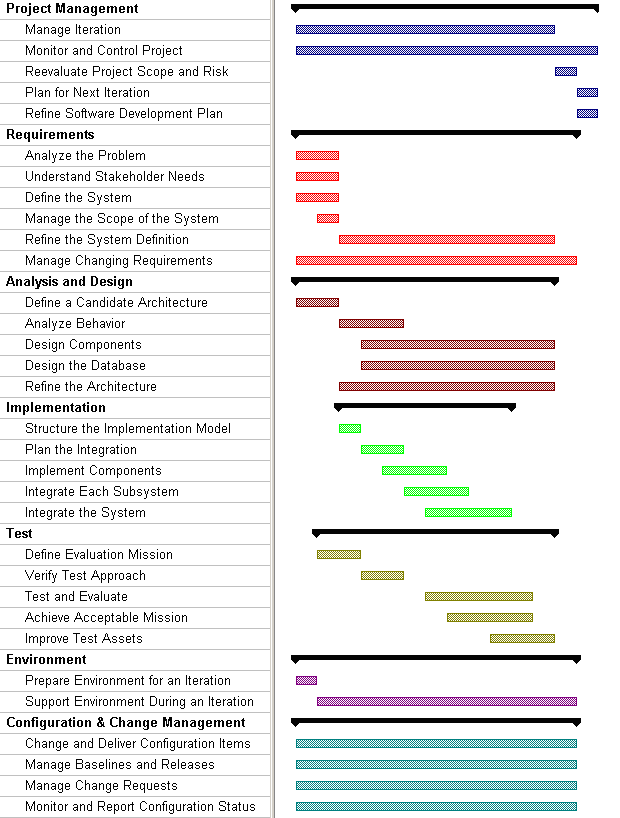 Project Management
Manage Iteration
Monitor and Control Project
Reevaluate Project Scope and Risk
Plan for Next Iteration
Refine Software Development Plan
Requirements
Analyze the Problem
Understand Stakeholder Needs
Define the System
Manage the Scope of the System
Refine the System Definition
Manage Changing Requirements
Analysis and Design
Define a Candidate Architecture
Analyze Behavior
Design Components
Design the Database
Refine the Architecture
Implementation
Structure the Implementation Model
Plan the Integration
Implement Components
Integrate Each Subsystem
Integrate the System
Test
Define Evaluation Mission
Verify Test Approach
Test and Evaluate
Achieve Acceptable Mission
Improve Test Assets
Environment
Prepare Environment for an Iteration
Support Environment During an Iteration
Configuration & Change Management
Change and Deliver Configuration Items
Manage Baselines and Releases
Manage Change Requests
Monitor and Report Configuration Status